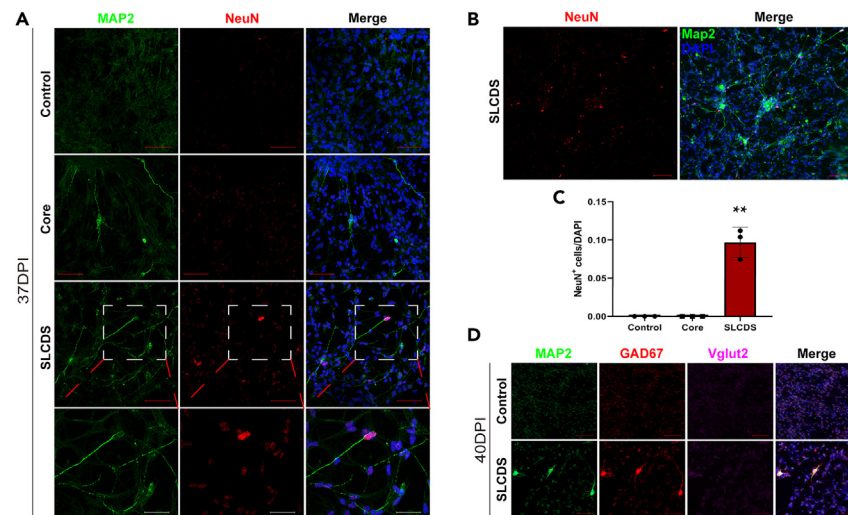 A
MAP2 NeuN Merge
37DPI
Control
Core
SLCDS
B
NeuN Merge
SLCDS
Map2
DAPI
C
NeuN⁺ cells/DAPI
0.15
0.10
0.05
0.00
**
Control Core SLCDS
D
MAP2 GAD67 Vglut2 Merge
40DPI
Control
SLCDS